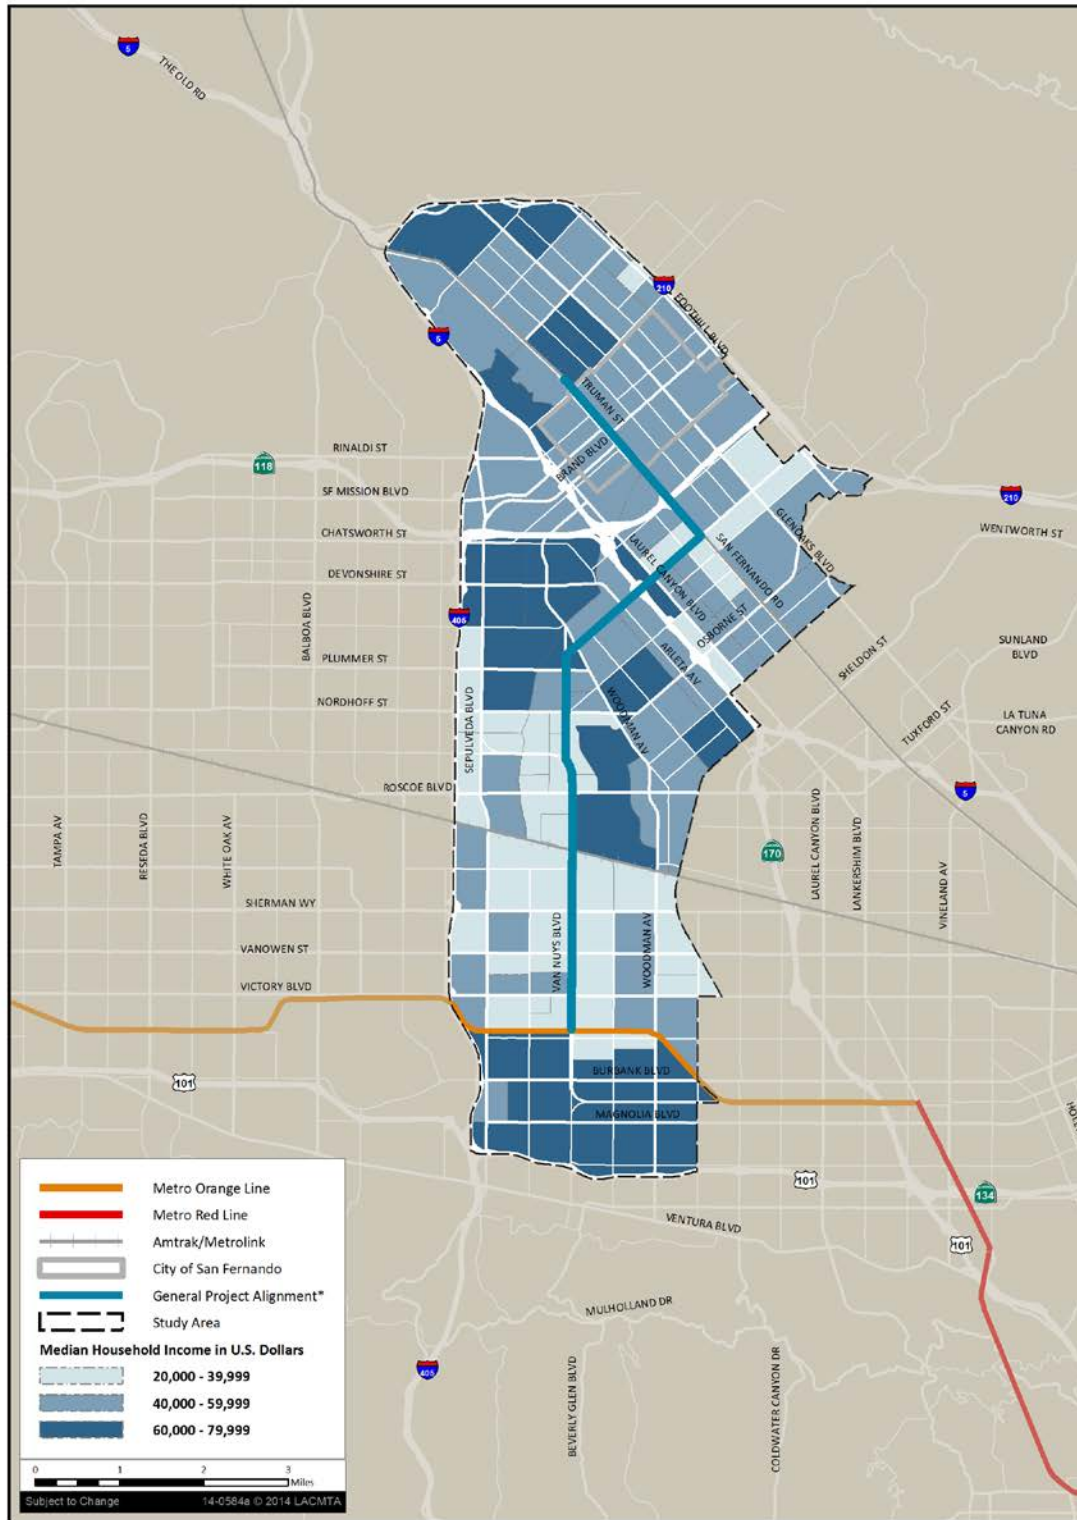 5
THE OLD RD
210
FOOTHILL BLVD
5
TRUMAN ST
RINALDI ST
118
BRAND BLVD
SF MISSION BLVD
210
GLENOAKS BLVD
WENTWORTH ST
CHATSWORTH ST
LAUREL CANYON BLVD
SAN FERNANDO RD
DEVONSHIRE ST
405
BALBOA BLVD
OSBORNE ST
SUNLAND
BLVD
PLUMMER ST
ARLETA AV
SHELDON ST
NORDHOFF ST
SEPULVEDA BLVD
WOODMAN AV
TUXFORD ST
LA TUNA
CANYON RD
ROSCOE BLVD
5
TAMPA AV
RESEDA BLVD
WHITE OAK AV
170
LAUREL CANYON BLVD
LANKERSHIM BLVD
VINELAND AV
SHERMAN WY
VAN NUYS BLVD
WOODMAN AV
VANOWEN ST
VICTORY BLVD
101
BURBANK BLVD
MAGNOLIA BLVD
101
134
VENTURA BLVD
101
MULHOLLAND DR
405
BEVERLY GLEN BLVD
COLDWATER CANYON DR
Metro Orange Line
Metro Red Line
Amtrak/Metrolink
City of San Fernando
General Project Alignment*
Study Area
Median Household Income in U.S. Dollars
20,000 - 39,999
40,000 - 59,999
60,000 - 79,999
0 1 2 3
Miles
Subject to Change 14-0584a © 2014 LACMTA